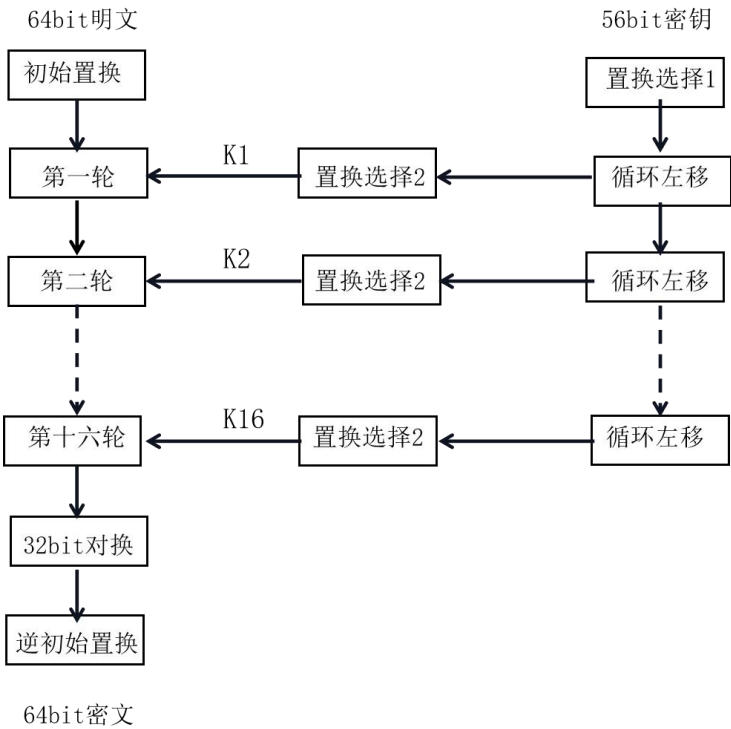 64bit明文
56bit密钥
初始置换
置换选择1
第一轮
K1
置换选择2
循环左移
第二轮
K2
置换选择2
循环左移
第十六轮
K16
置换选择2
循环左移
32bit对换
逆初始置换
64bit密文